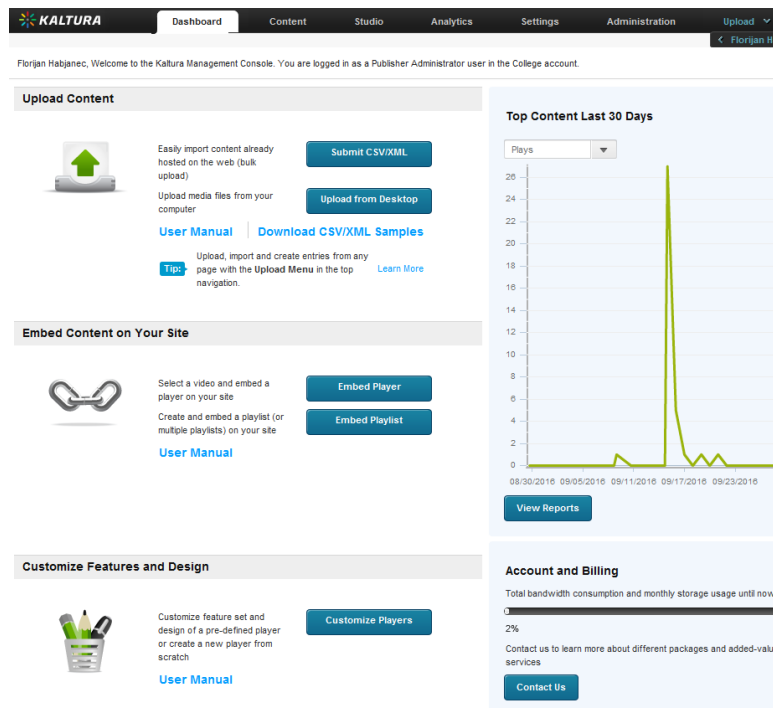 KALTURA
Dashboard
Content
Studio
Analytics
Settings
Administration
Upload
Florijan H
Florijan Habjanec, Welcome to the Kaltura Management Console. You are logged in as a Publisher Administrator user in the College account.
Upload Content
Easily import content already
hosted on the web (bulk
upload)
Submit CSV/XML
Upload media files from your
computer
Upload from Desktop
User Manual
Download CSV/XML Samples
Tip:
Upload, import and create entries from any
page with the Upload Menu in the top
navigation.
Learn More
Embed Content on Your Site
Select a video and embed a
player on your site
Embed Player
Create and embed a playlist (or
multiple playlists) on your site
Embed Playlist
User Manual
Customize Features and Design
Customize feature set and
design of a pre-defined player
or create a new player from
scratch
Customize Players
User Manual
Top Content Last 30 Days
Plays
26
24
22
20
18
16
14
12
10
8
6
4
2
0
08/30/2016 09/05/2016 09/11/2016 09/17/2016 09/23/2016
View Reports
Account and Billing
Total bandwidth consumption and monthly storage usage until now
2%
Contact us to learn more about different packages and added-valu
services
Contact Us